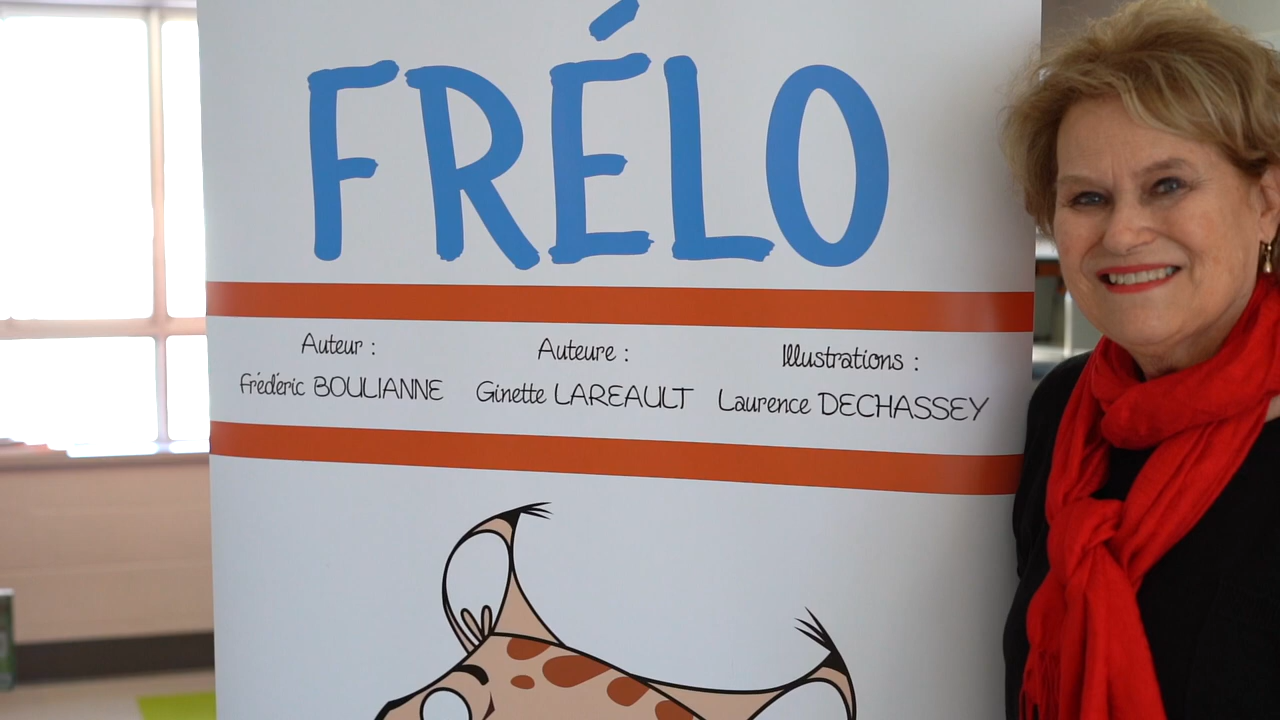 FRÉLO
Auteur :
Frédéric BOULIANNE
Auteure :
Ginette LAREAULT
Illustrations :
Laurence DECHASSEY